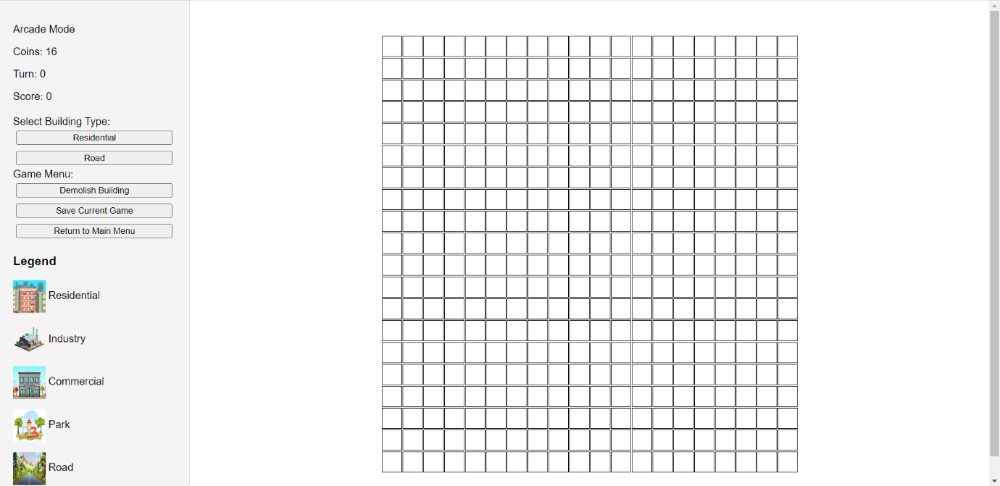 Arcade Mode
Coins: 16
Turn: 0
Score: 0
Select Building Type:
Residential
Road
Game Menu:
Demolish Building
Save Current Game
Return to Main Menu
Legend
Residential
Industry
Commercial
Park
Road